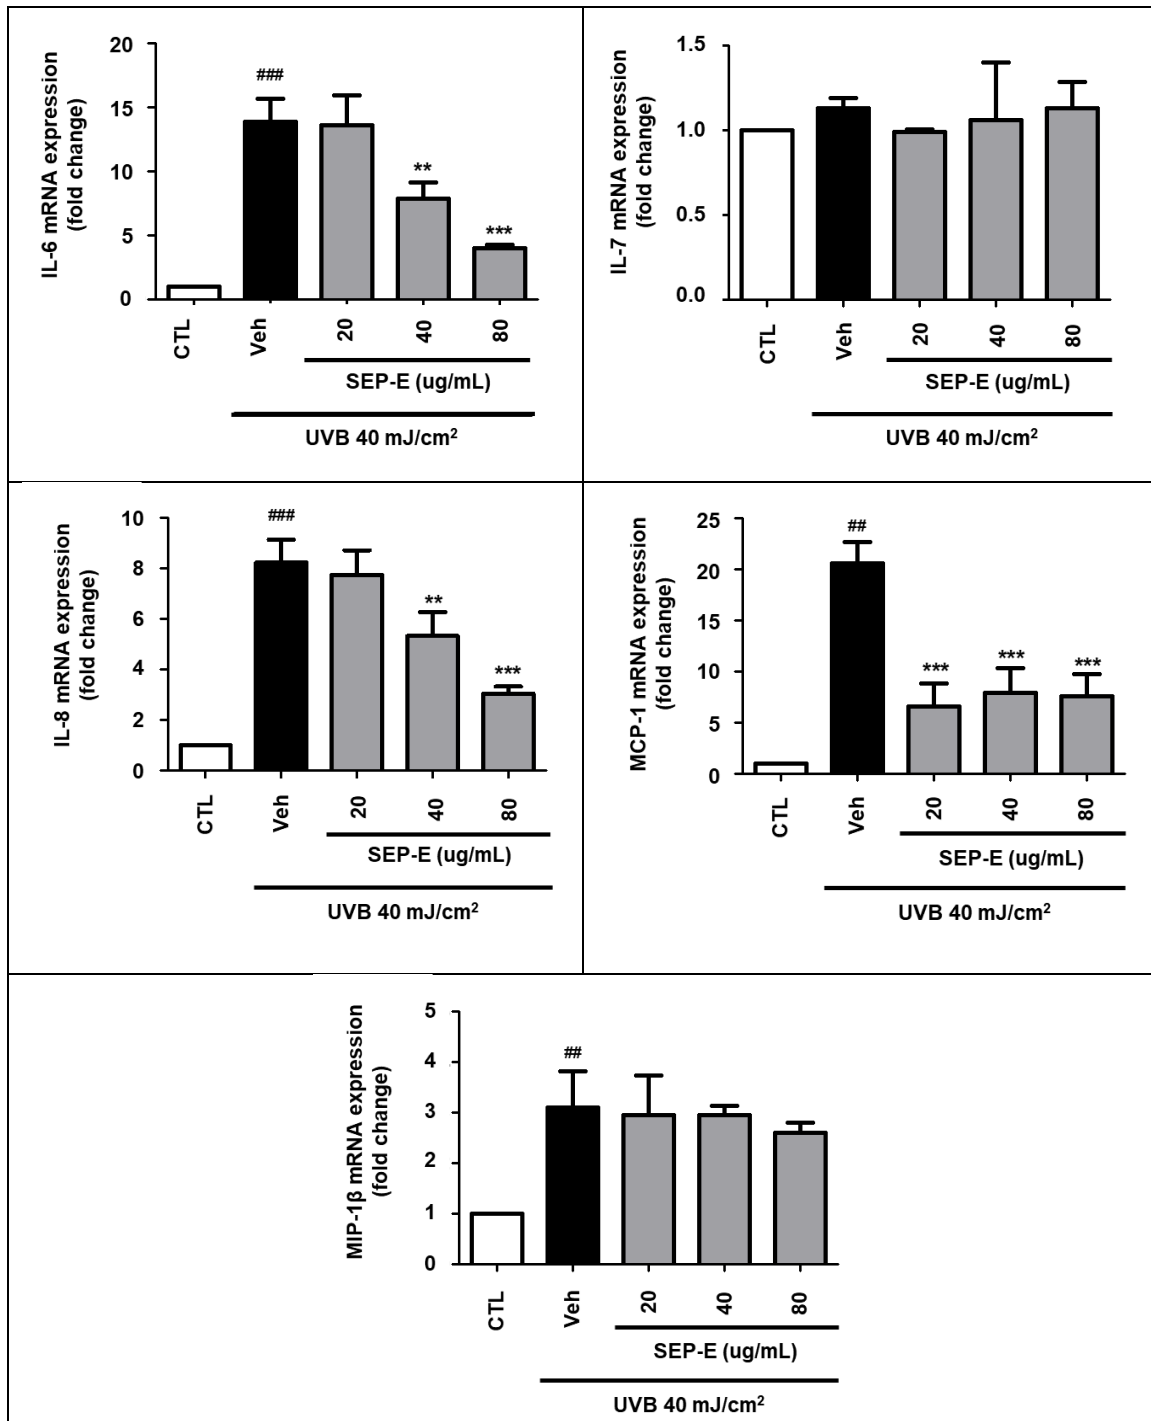 IL-6 mRNA expression
(fold change)
20
15
10
5
0
###
**
***
CTL
Veh
20
40
80
SEP-E (ug/mL)
UVB 40 mJ/cm²
IL-7 mRNA expression
(fold change)
1.5
1.0
0.5
0.0
CTL
Veh
20
40
80
SEP-E (ug/mL)
UVB 40 mJ/cm²
IL-8 mRNA expression
(fold change)
10
8
6
4
2
0
###
**
***
CTL
Veh
20
40
80
SEP-E (ug/mL)
UVB 40 mJ/cm²
MCP-1 mRNA expression
(fold change)
25
20
15
10
5
0
##
***
***
***
CTL
Veh
20
40
80
SEP-E (ug/mL)
UVB 40 mJ/cm²
MIP-1β mRNA expression
(fold change)
5
4
3
2
1
0
##
CTL
Veh
20
40
80
SEP-E (ug/mL)
UVB 40 mJ/cm²